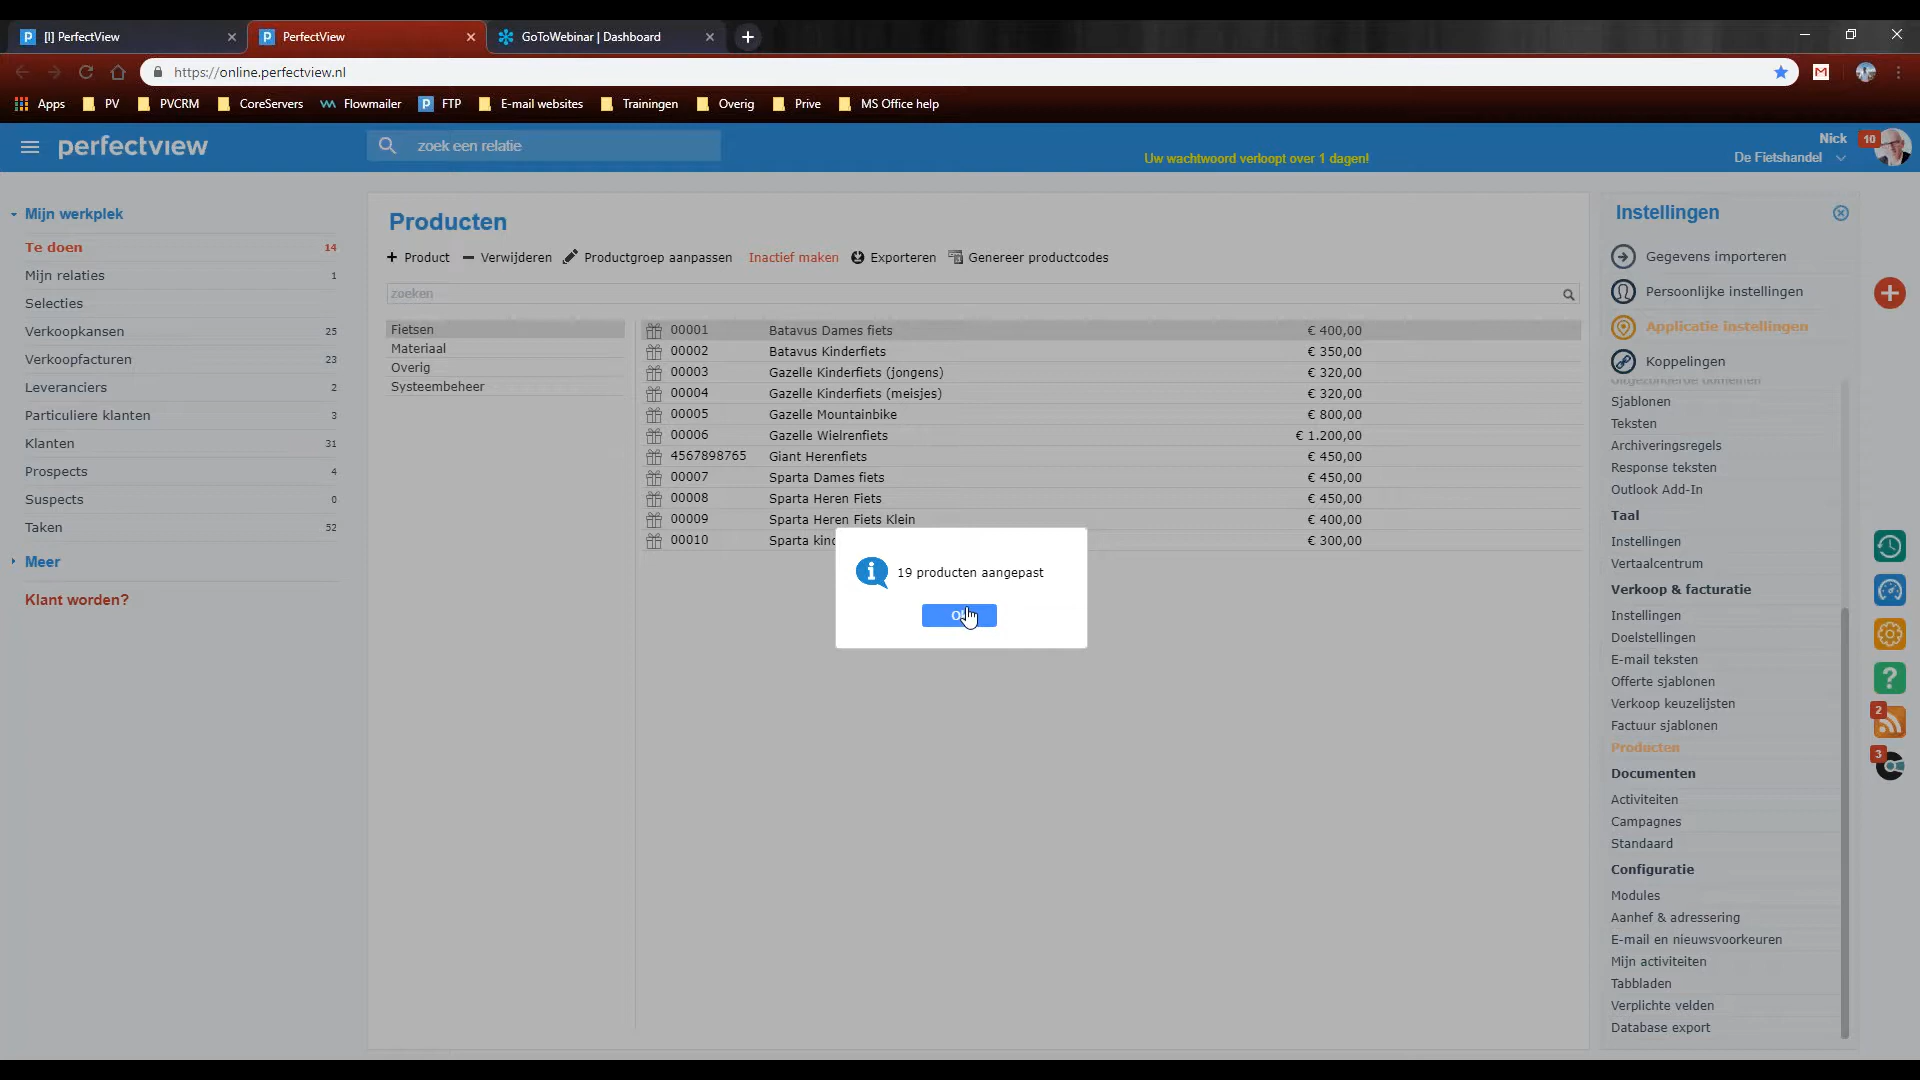 [I] PerfectView
PerfectView
GoToWebinar | Dashboard
https://online.perfectview.nl
Apps PV PVCRM CoreServers Flowmailer FTP E-mail websites Trainingen Overig Prive MS Office help
perfectview
zoek een relatie
Uw wachtwoord verloopt over 1 dagen!
Nick
De Fietshandel
10
Mijn werkplek
Te doen 14
Mijn relaties 1
Selecties
Verkoopkansen 25
Verkoopfacturen 23
Leveranciers 2
Particuliere klanten 3
Klanten 31
Prospects 4
Suspects 0
Taken 52
Meer
Klant worden?
Producten
Product Verwijderen Productgroep aanpassen Inactief maken Exporteren Genereer productcodes
zoeken
Fietsen
Materiaal
Overig
Systeembeheer
00001 Batavus Dames fiets € 400,00
00002 Batavus Kinderfiets € 350,00
00003 Gazelle Kinderfiets (jongens) € 320,00
00004 Gazelle Kinderfiets (meisjes) € 320,00
00005 Gazelle Mountainbike € 800,00
00006 Gazelle Wielrenfiets € 1.200,00
4567898765 Giant Herenfiets € 450,00
00007 Sparta Dames fiets € 450,00
00008 Sparta Heren Fiets € 450,00
00009 Sparta Heren Fiets Klein € 400,00
00010 Sparta € 300,00
19 producten aangepast
Instellingen
Gegevens importeren
Persoonlijke instellingen
Applicatie instellingen
Koppelingen
Uitgezonderde domeinen
Sjablonen
Teksten
Archiveringsregels
Response teksten
Outlook Add-In
Taal
Instellingen
Vertaalcentrum
Verkoop & facturatie
Instellingen
Doelstellingen
E-mail teksten
Offerte sjablonen
Verkoop keuzelijsten
Factuur sjablonen
Producten
Documenten
Activiteiten
Campagnes
Standaard
Configuratie
Modules
Aanhef & adressering
E-mail en nieuwsvoorkeuren
Mijn activiteiten
Tabbladen
Verplichte velden
Database export
2
3